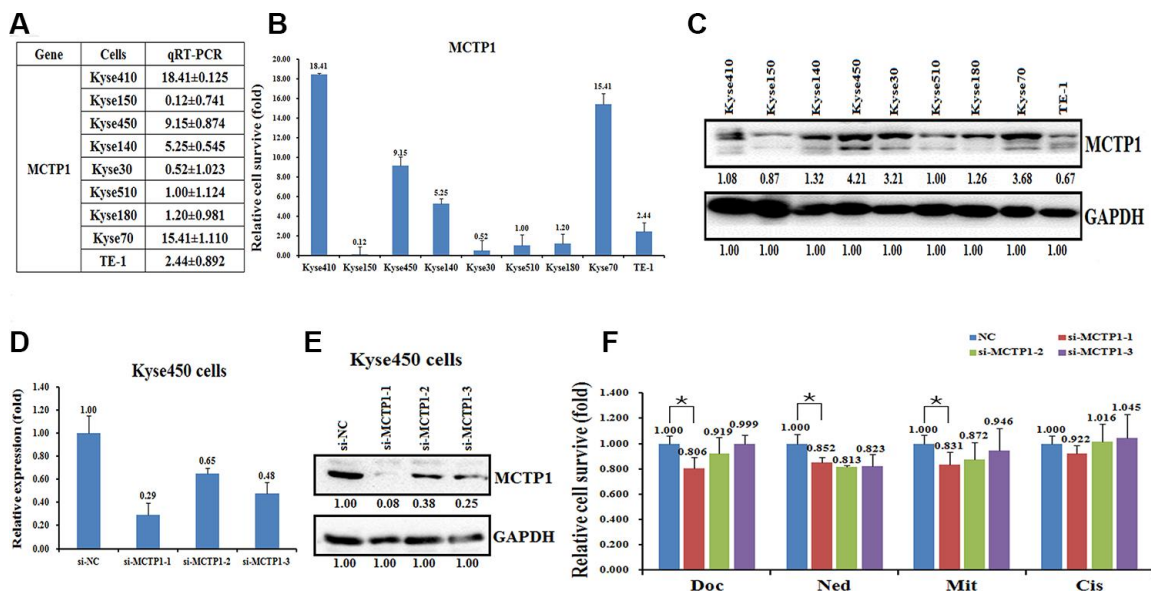 A
Gene Cells qRT-PCR
MCTP1
Kyse410 18.41±0.125
Kyse150 0.12±0.741
Kyse450 9.15±0.874
Kyse140 5.25±0.545
Kyse30 0.52±1.023
Kyse510 1.00±1.124
Kyse180 1.20±0.981
Kyse70 15.41±1.110
TE-1 2.44±0.892
B
MCTP1
Relative cell survive (fold)
20.00
18.00
16.00
14.00
12.00
10.00
8.00
6.00
4.00
2.00
0.00
18.41 0.12 9.15 5.25 0.52 1.00 1.20 15.41 2.44
Kyse410 Kyse150 Kyse450 Kyse140 Kyse30 Kyse510 Kyse180 Kyse70 TE-1
C
Kyse410 Kyse150 Kyse140 Kyse450 Kyse30 Kyse510 Kyse180 Kyse70 TE-1
MCTP1
1.08 0.87 1.32 4.21 3.21 1.00 1.26 3.68 0.67
GAPDH
1.00 1.00 1.00 1.00 1.00 1.00 1.00 1.00 1.00
D
Kyse450 cells
Relative expression (fold)
1.40
1.20
1.00
0.80
0.60
0.40
0.20
0.00
1.00 0.29 0.65 0.48
si-NC si-MCTP1-1 si-MCTP1-2 si-MCTP1-3
E
Kyse450 cells
si-NC si-MCTP1-1 si-MCTP1-2 si-MCTP1-3
MCTP1
1.00 0.08 0.38 0.25
GAPDH
1.00 1.00 1.00 1.00
F
NC si-MCTP1-1
si-MCTP1-2 si-MCTP1-3
Relative cell survive (fold)
1.400
1.200
1.000
0.800
0.600
0.400
0.200
0.000
* * *
1.000 0.806 0.919 0.999 1.000 0.852 0.813 0.823 1.000 0.831 0.872 0.946 1.000 0.922 1.016 1.045
Doc Ned Mit Cis